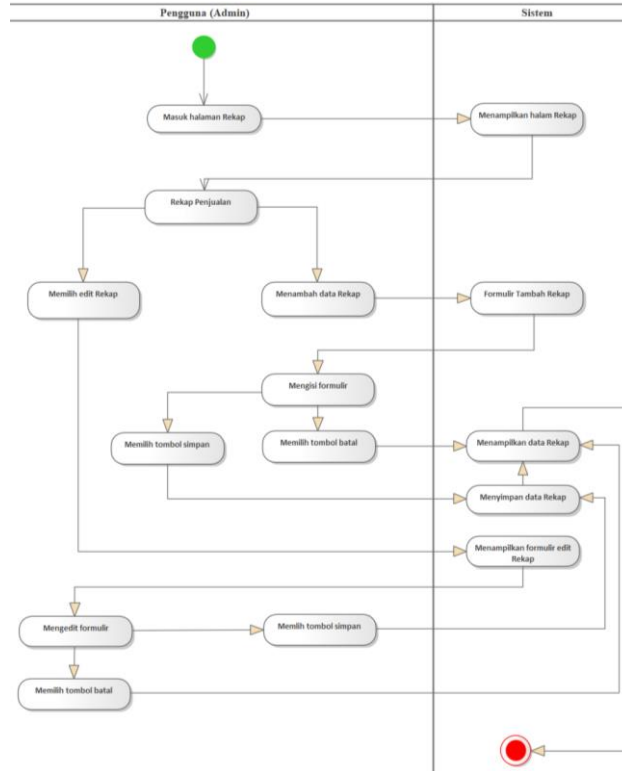 Pengguna (Admin)
Sistem
Masuk halaman Rekap
Menampilkan halam Rekap
Rekap Penjualan
Memilih edit Rekap
Menambah data Rekap
Formulir Tambah Rekap
Mengisi formulir
Memilih tombol simpan
Memilih tombol batal
Menampilkan data Rekap
Menyimpan data Rekap
Menampilkan formulir edit
Rekap
Mengedit formulir
Memlih tombol simpan
Memilih tombol batal